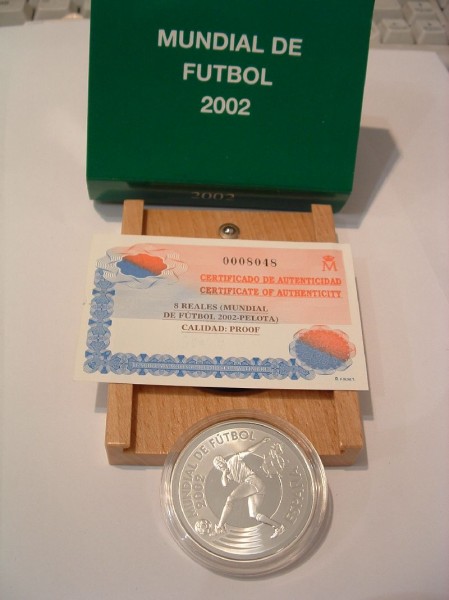 MUNDIAL DE
FUTBOL
2002
2002
0008048
M
CERTIFICADO DE AUTENTICIDAD
CERTIFICATE OF AUTHENTICITY
8 REALES (MUNDIAL
DE FÚTBOL 2002-PELOTA)
CALIDAD: PROOF
MUNDIAL DE FÚTBOL
2002